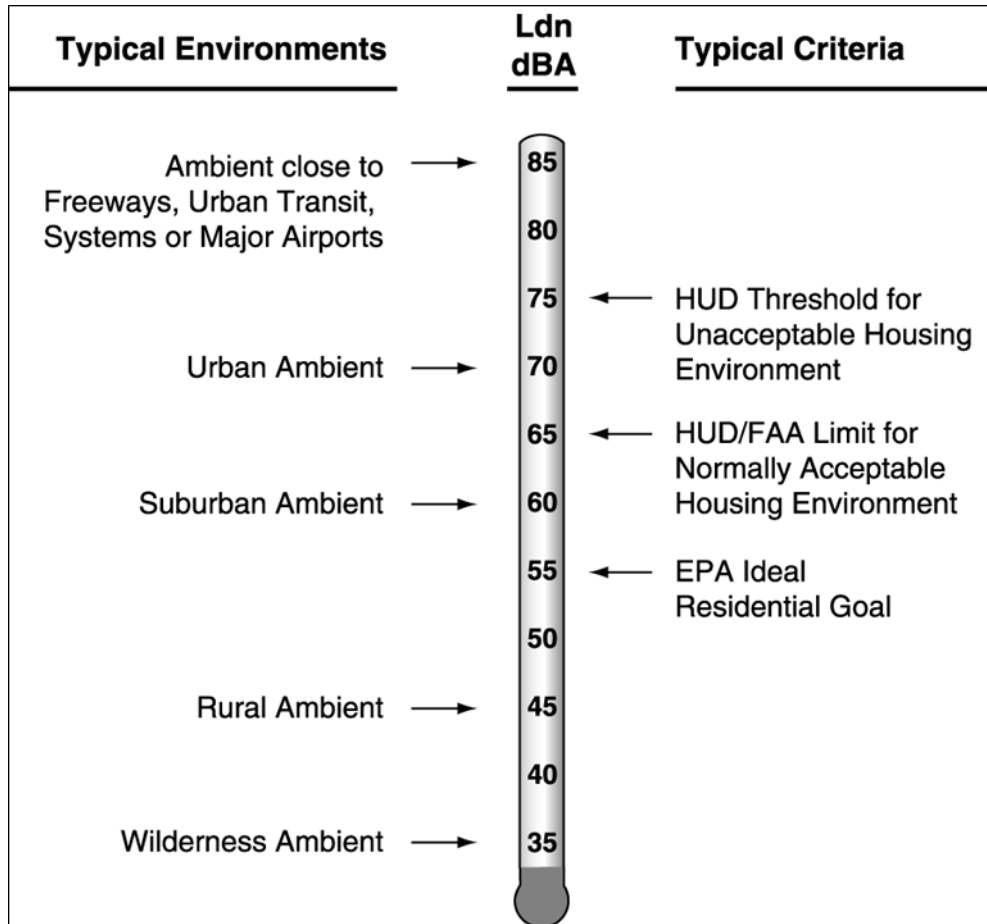 Typical Environments
Ldn
dBA
Typical Criteria
Ambient close to
Freeways, Urban Transit,
Systems or Major Airports
85
80
75
HUD Threshold for
Unacceptable Housing
Environment
Urban Ambient
70
65
HUD/FAA Limit for
Normally Acceptable
Housing Environment
Suburban Ambient
60
55
EPA Ideal
Residential Goal
50
Rural Ambient
45
40
Wilderness Ambient
35